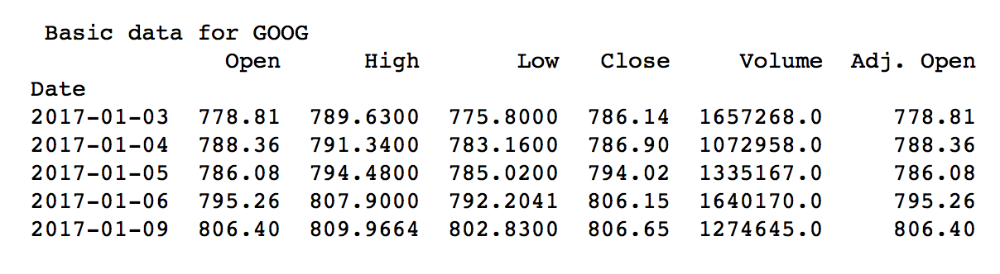 Basic data for GOOG
Open High Low Close Volume Adj. Open
Date
2017-01-03 778.81 789.6300 775.8000 786.14 1657268.0 778.81
2017-01-04 788.36 791.3400 783.1600 786.90 1072958.0 788.36
2017-01-05 786.08 794.4800 785.0200 794.02 1335167.0 786.08
2017-01-06 795.26 807.9000 792.2041 806.15 1640170.0 795.26
2017-01-09 806.40 809.9664 802.8300 806.65 1274645.0 806.40